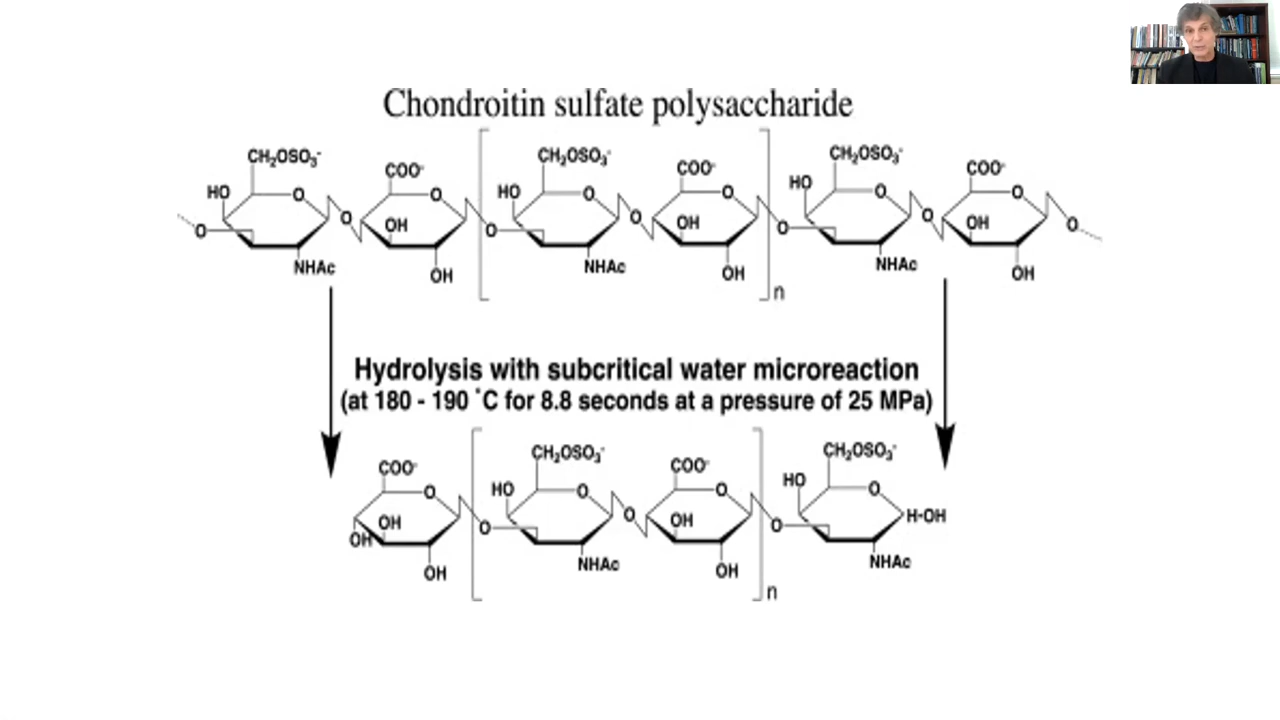 Chondroitin sulfate polysaccharide
CH₂OSO₃⁻ COO⁻ CH₂OSO₃⁻ COO⁻ CH₂OSO₃⁻ COO⁻
HO O O OH O HO O O OH O HO O O OH O
O NHAc OH NHAc OH NHAc OH
n
Hydrolysis with subcritical water microreaction
(at 180 - 190 ˚C for 8.8 seconds at a pressure of 25 MPa)
COO⁻ CH₂OSO₃⁻ COO⁻ CH₂OSO₃⁻
O HO O O HO O
OH OH O O OH O H-OH
OH NHAc OH NHAc
n